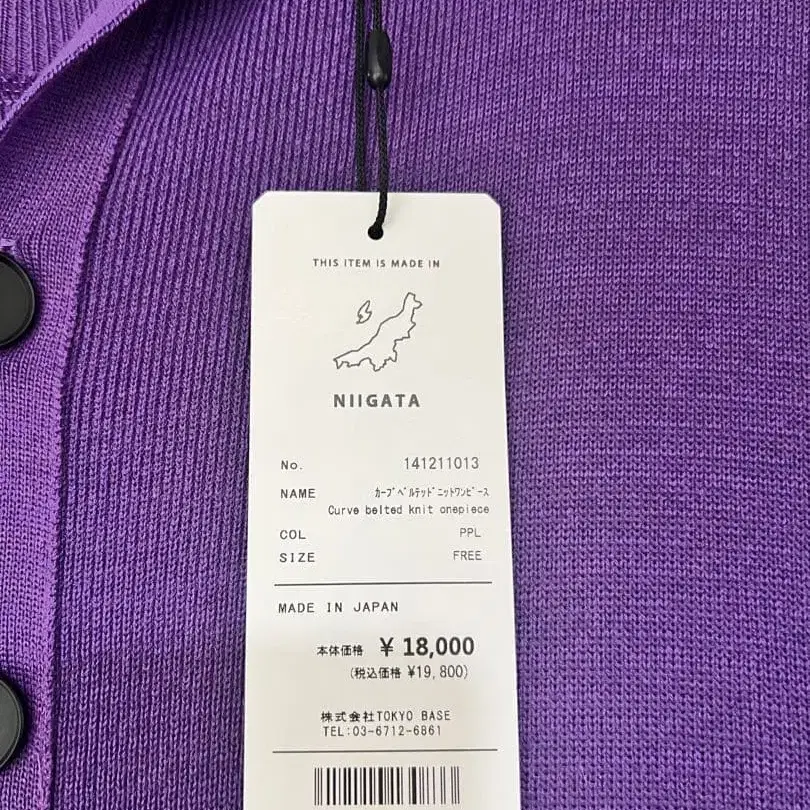 THIS ITEM IS MADE IN
NIIGATA
No. 141211013
NAME ｶｰﾌﾞﾍﾞﾙﾃｯﾄﾞﾆｯﾄﾜﾝﾋﾟｰｽ
Curve belted knit onepiece
COL PPL
SIZE FREE
MADE IN JAPAN
本体価格 ¥ 18,000
(税込価格 ¥19,800)
株式会社TOKYO BASE
TEL:03-6712-6861